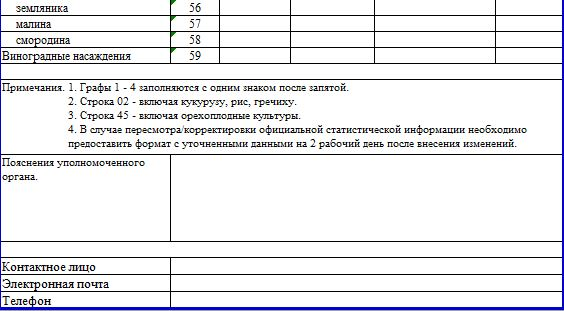 земляника 56
малина 57
смородина 58
Виноградные насаждения 59
Примечания. 1. Графы 1 - 4 заполняются с одним знаком после запятой.
2. Строка 02 - включая кукурузу, рис, гречиху.
3. Строка 45 - включая орехоплодные культуры.
4. В случае пересмотра/корректировки официальной статистической информации необходимо
предоставить формат с уточненными данными на 2 рабочий день после внесения изменений.
Пояснения уполномоченного
органа.
Контактное лицо
Электронная почта
Телефон